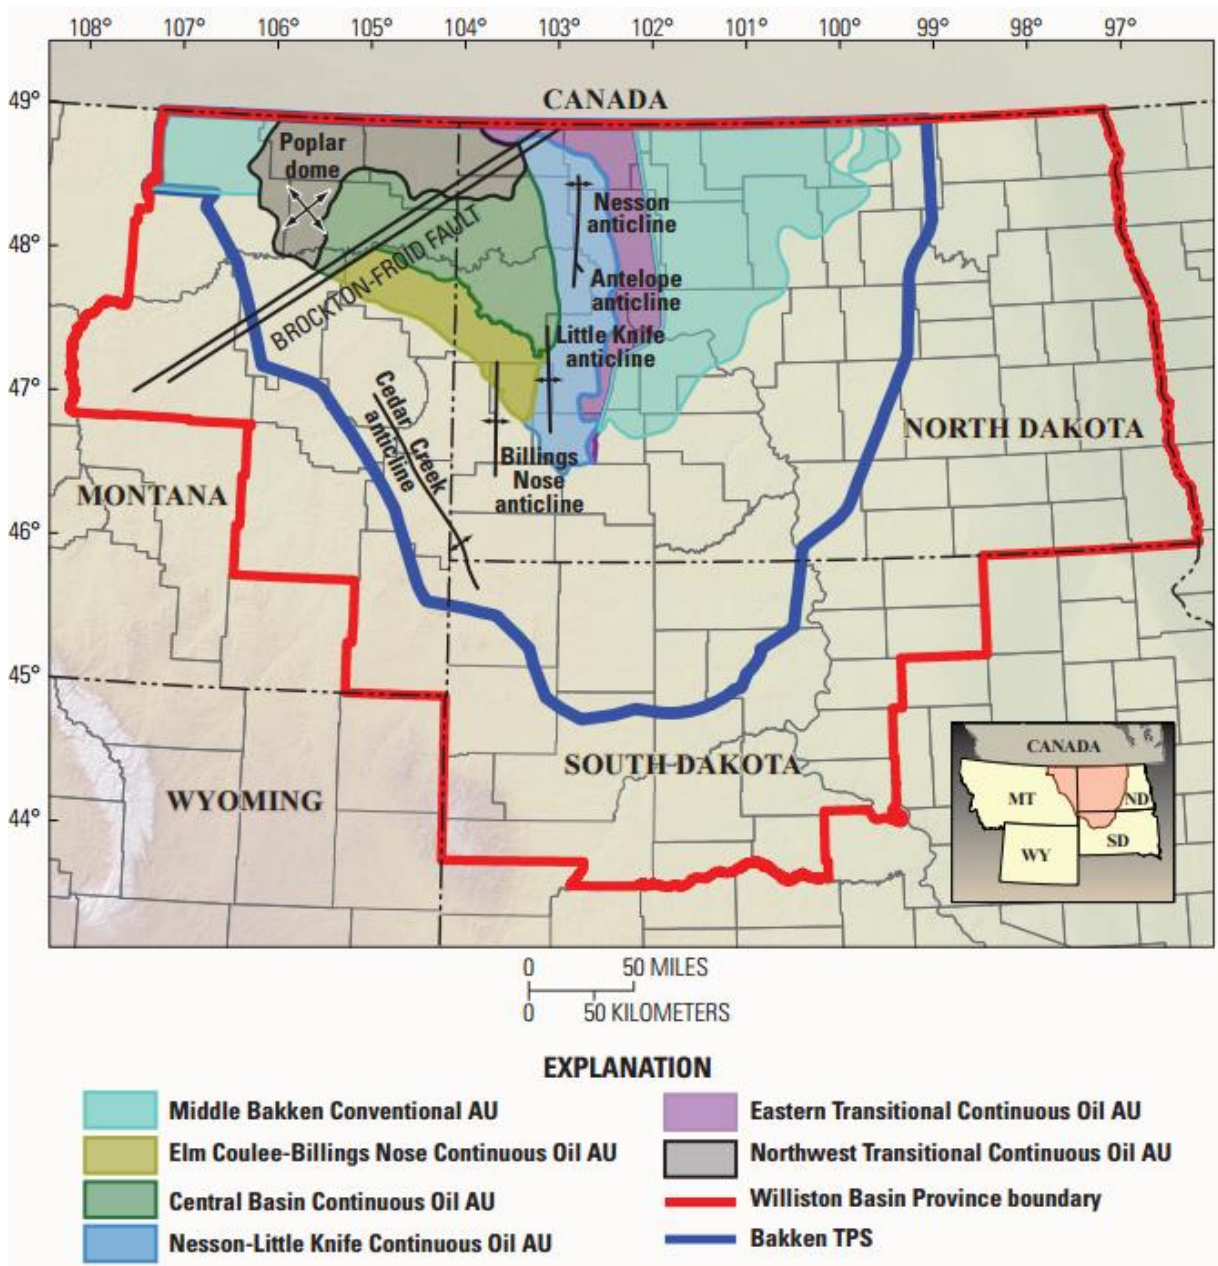 108° 107° 106° 105° 104° 103° 102° 101° 100° 99° 98° 97°
49°
48°
47°
46°
45°
44°
CANADA
Poplar
dome
Nesson
anticline
BROCKTON-FROID FAULT
Antelope
anticline
Little Knife
anticline
Cedar Creek
anticline
NORTH DAKOTA
Billings
Nose
anticline
MONTANA
SOUTH DAKOTA
WYOMING
CANADA
MT
ND
SD
WY
0 50 MILES
0 50 KILOMETERS
EXPLANATION
Middle Bakken Conventional AU
Elm Coulee-Billings Nose Continuous Oil AU
Central Basin Continuous Oil AU
Nesson-Little Knife Continuous Oil AU
Eastern Transitional Continuous Oil AU
Northwest Transitional Continuous Oil AU
Williston Basin Province boundary
Bakken TPS